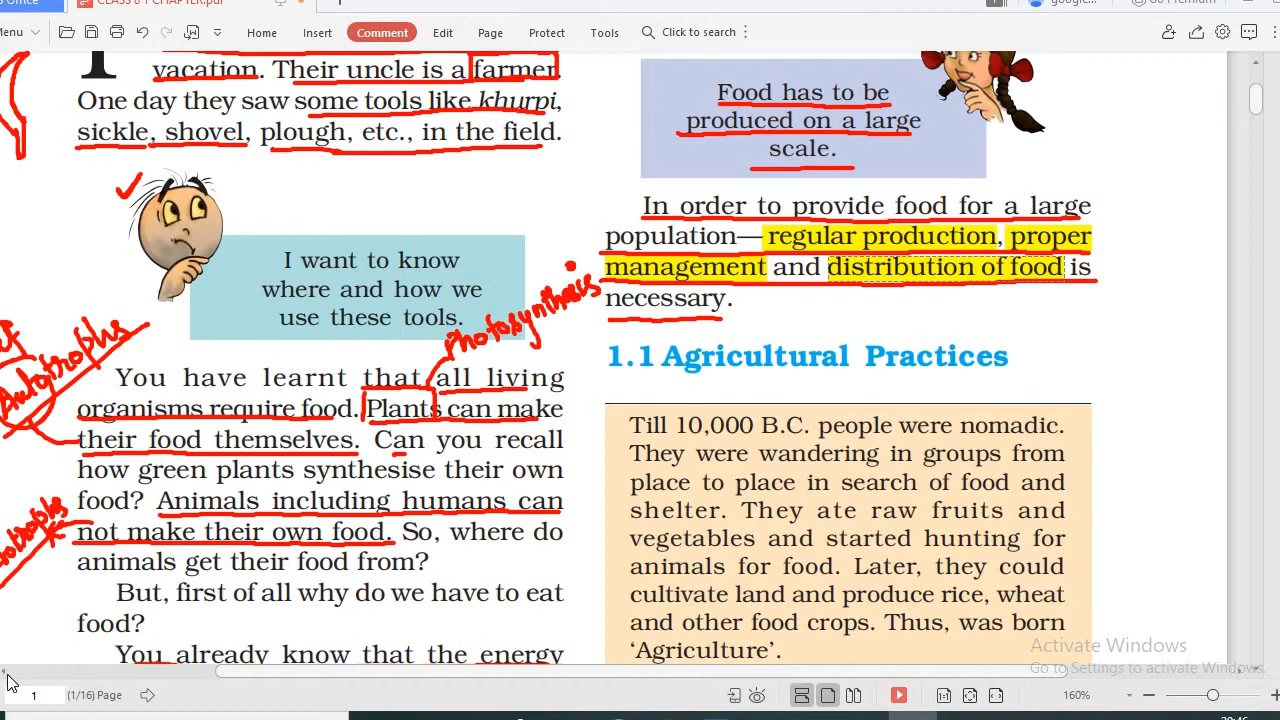 Office
CLASS 8 1 CHAPTER.pdf
google...
Go Premium
Menu
Home Insert Comment Edit Page Protect Tools Click to search
vacation. Their uncle is a farmer.
One day they saw some tools like khurpi,
sickle, shovel, plough, etc., in the field.
I want to know
where and how we
use these tools.
Photosynthesis
Autotrophs
You have learnt that all living
organisms require food. Plants can make
their food themselves. Can you recall
how green plants synthesise their own
food? Animals including humans can
not make their own food. So, where do
animals get their food from?
But, first of all why do we have to eat
food?
You already know that the energy
Food has to be
produced on a large
scale.
In order to provide food for a large
population— regular production, proper
management and distribution of food is
necessary.
1.1 Agricultural Practices
Till 10,000 B.C. people were nomadic.
They were wandering in groups from
place to place in search of food and
shelter. They ate raw fruits and
vegetables and started hunting for
animals for food. Later, they could
cultivate land and produce rice, wheat
and other food crops. Thus, was born
‘Agriculture’.
Activate Windows
Go to Settings to activate Windows.
1 (1/16) Page
160%